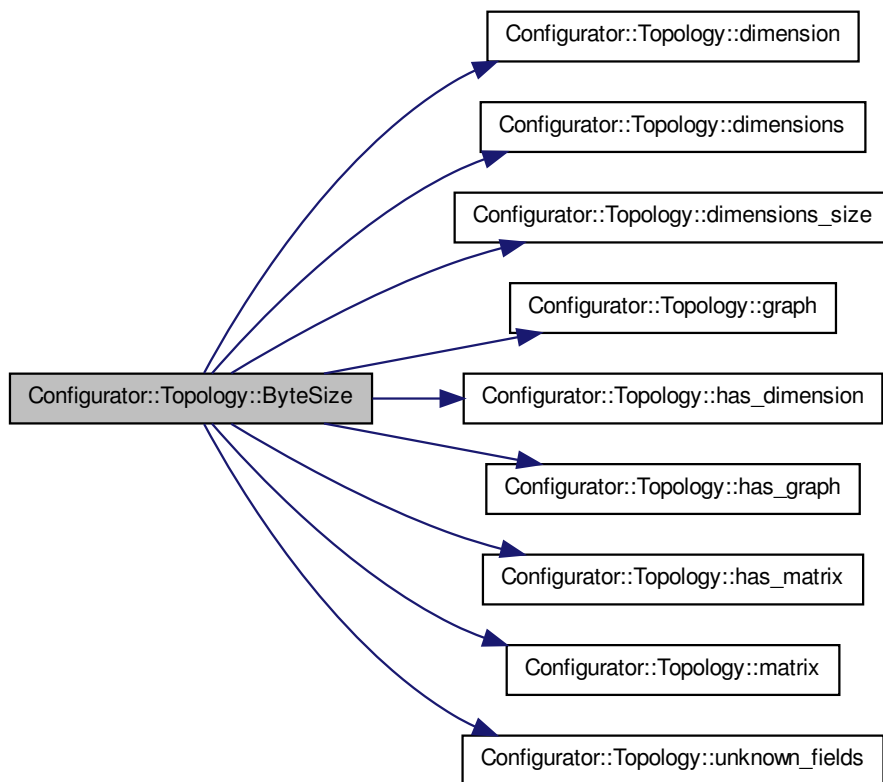 Configurator::Topology::dimension
Configurator::Topology::dimensions
Configurator::Topology::dimensions_size
Configurator::Topology::graph
Configurator::Topology::ByteSize
Configurator::Topology::has_dimension
Configurator::Topology::has_graph
Configurator::Topology::has_matrix
Configurator::Topology::matrix
Configurator::Topology::unknown_fields